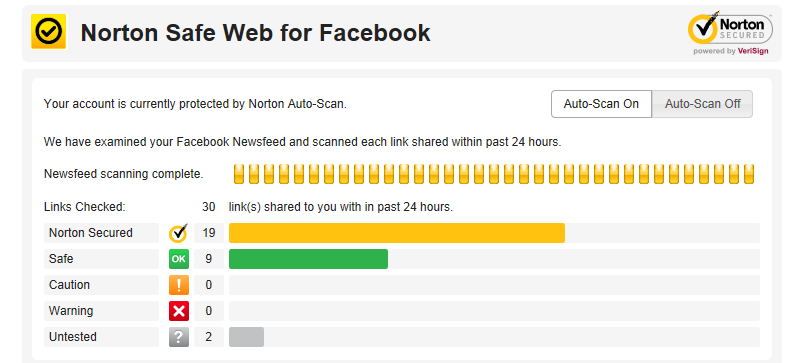 Norton Safe Web for Facebook
Norton
SECURED
powered by VeriSign
Your account is currently protected by Norton Auto-Scan.
Auto-Scan On
Auto-Scan Off
We have examined your Facebook Newsfeed and scanned each link shared within past 24 hours.
Newsfeed scanning complete.
Links Checked: 30 link(s) shared to you with in past 24 hours.
Norton Secured 19
Safe OK 9
Caution ! 0
Warning 0
Untested ? 2